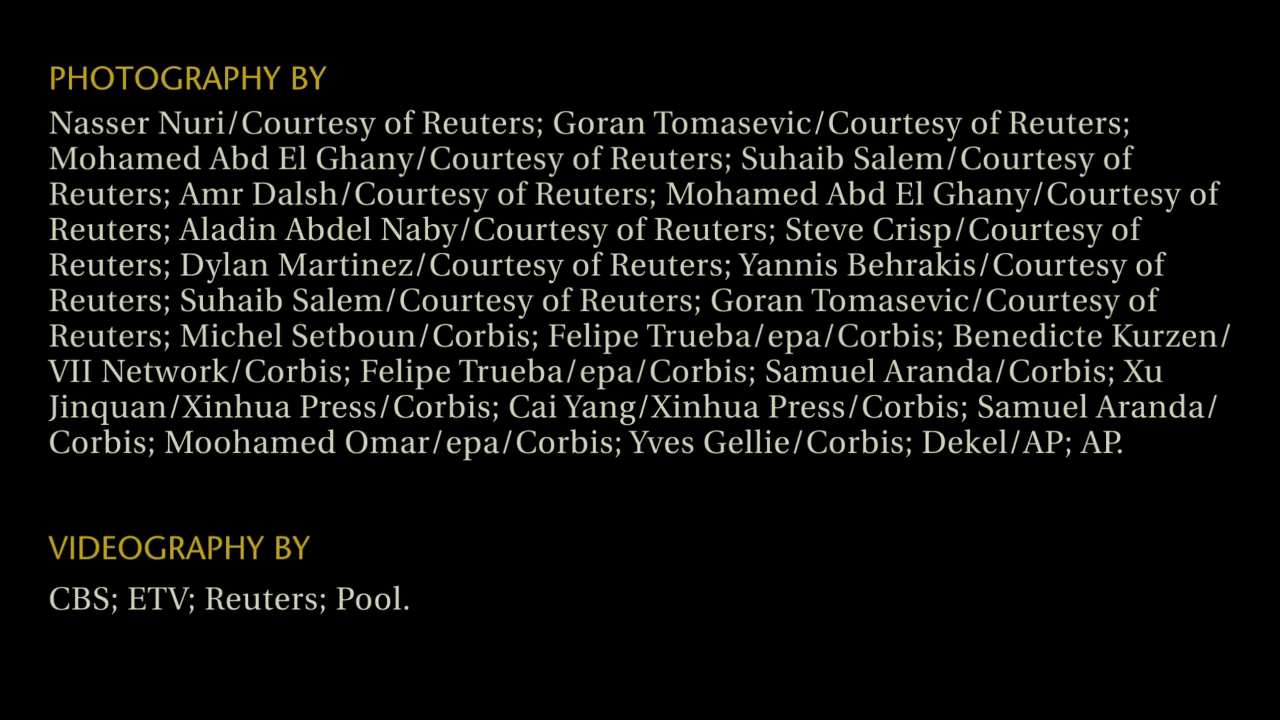 PHOTOGRAPHY BY
Nasser Nuri/Courtesy of Reuters; Goran Tomasevic/Courtesy of Reuters;
Mohamed Abd El Ghany/Courtesy of Reuters; Suhaib Salem/Courtesy of
Reuters; Amr Dalsh/Courtesy of Reuters; Mohamed Abd El Ghany/Courtesy of
Reuters; Aladin Abdel Naby/Courtesy of Reuters; Steve Crisp/Courtesy of
Reuters; Dylan Martinez/Courtesy of Reuters; Yannis Behrakis/Courtesy of
Reuters; Suhaib Salem/Courtesy of Reuters; Goran Tomasevic/Courtesy of
Reuters; Michel Setboun/Corbis; Felipe Trueba/epa/Corbis; Benedicte Kurzen/
VII Network/Corbis; Felipe Trueba/epa/Corbis; Samuel Aranda/Corbis; Xu
Jinquan/Xinhua Press/Corbis; Cai Yang/Xinhua Press/Corbis; Samuel Aranda/
Corbis; Moohamed Omar/epa/Corbis; Yves Gellie/Corbis; Dekel/AP; AP.
VIDEOGRAPHY BY
CBS; ETV; Reuters; Pool.